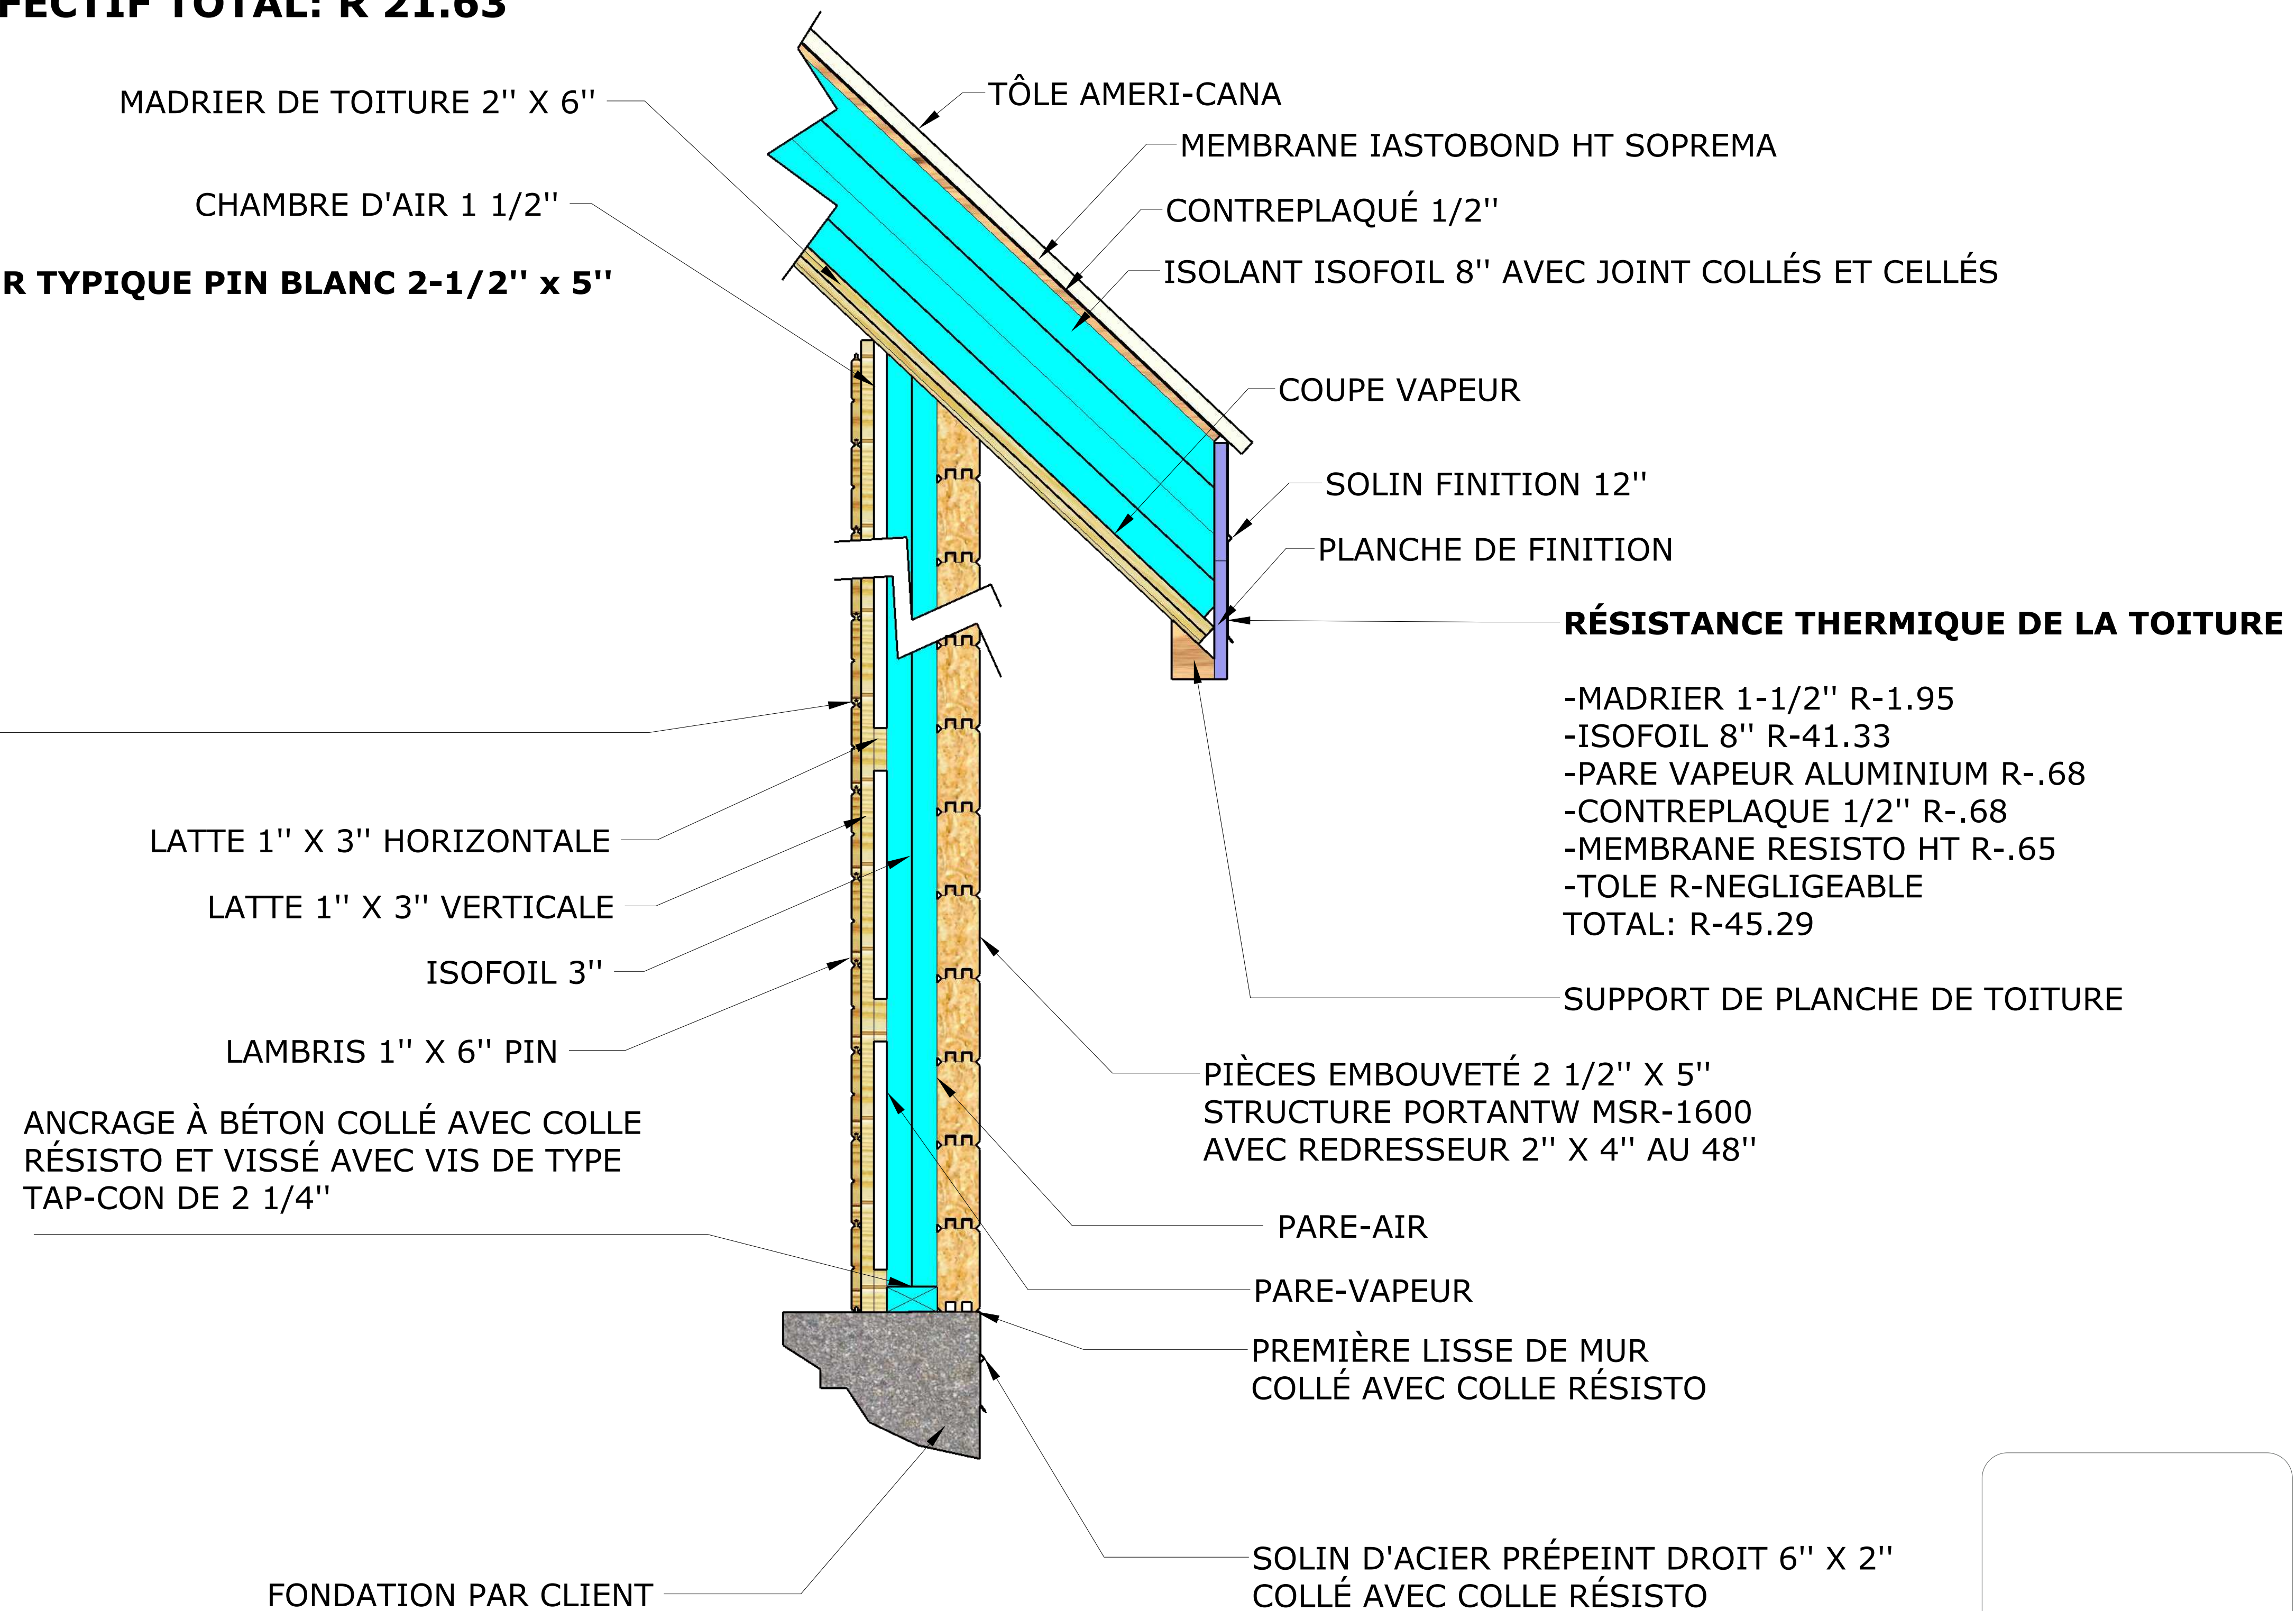 FECTIF TOTAL: R 21.63
MADRIER DE TOITURE 2'' X 6''
CHAMBRE D'AIR 1 1/2''
R TYPIQUE PIN BLANC 2-1/2'' x 5''
LATTE 1'' X 3'' HORIZONTALE
LATTE 1'' X 3'' VERTICALE
ISOFOIL 3''
LAMBRIS 1'' X 6'' PIN
ANCRAGE À BÉTON COLLÉ AVEC COLLE
RÉSISTO ET VISSÉ AVEC VIS DE TYPE
TAP-CON DE 2 1/4''
FONDATION PAR CLIENT
TÔLE AMERI-CANA
MEMBRANE IASTOBOND HT SOPREMA
CONTREPLAQUÉ 1/2''
ISOLANT ISOFOIL 8'' AVEC JOINT COLLÉS ET CELLÉS
COUPE VAPEUR
SOLIN FINITION 12''
PLANCHE DE FINITION
RÉSISTANCE THERMIQUE DE LA TOITURE
-MADRIER 1-1/2'' R-1.95
-ISOFOIL 8'' R-41.33
-PARE VAPEUR ALUMINIUM R-.68
-CONTREPLAQUE 1/2'' R-.68
-MEMBRANE RESISTO HT R-.65
-TOLE R-NEGLIGEABLE
TOTAL: R-45.29
SUPPORT DE PLANCHE DE TOITURE
PIÈCES EMBOUVETÉ 2 1/2'' X 5''
STRUCTURE PORTANTW MSR-1600
AVEC REDRESSEUR 2'' X 4'' AU 48''
PARE-AIR
PARE-VAPEUR
PREMIÈRE LISSE DE MUR
COLLÉ AVEC COLLE RÉSISTO
SOLIN D'ACIER PRÉPEINT DROIT 6'' X 2''
COLLÉ AVEC COLLE RÉSISTO